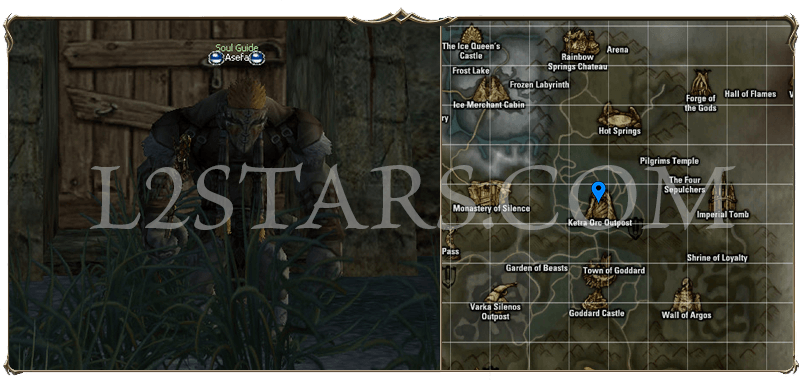 Soul Guide
Asefa
L2STARS.COM
The Ice Queen's
Castle
Rainbow
Springs Chateau
Arena
Frost Lake
Frozen Labyrinth
Ice Merchant Cabin
Forge of
the Gods
Hall of Flames
V
ry
Hot Springs
Pilgrims Temple
The Four
Sepulchers
Monastery of Silence
Ketra Orc Outpost
Imperial Tomb
Pass
Shrine of Loyalty
Garden of Beasts
Town of Goddard
Varka Silenos
Outpost
Goddard Castle
Wall of Argos